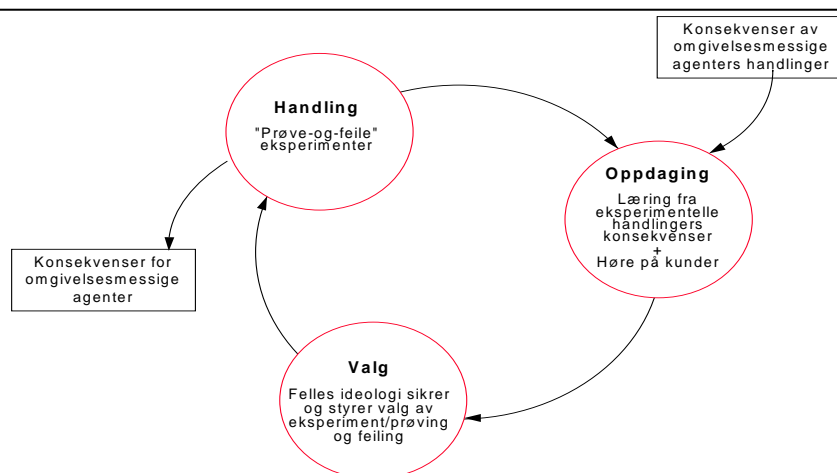 Konsekvenser av
omgivelsesmessige
agenters handlinger
Handling
"Prøve-og-feile"
eksperimenter
Oppdaging
Læring fra
eksperimentelle
handlingers
konsekvenser
+
Høre på kunder
Konsekvenser for
omgivelsesmessige
agenter
Valg
Felles ideologi sikrer
og styrer valg av
eksperiment/prøving
og feiling